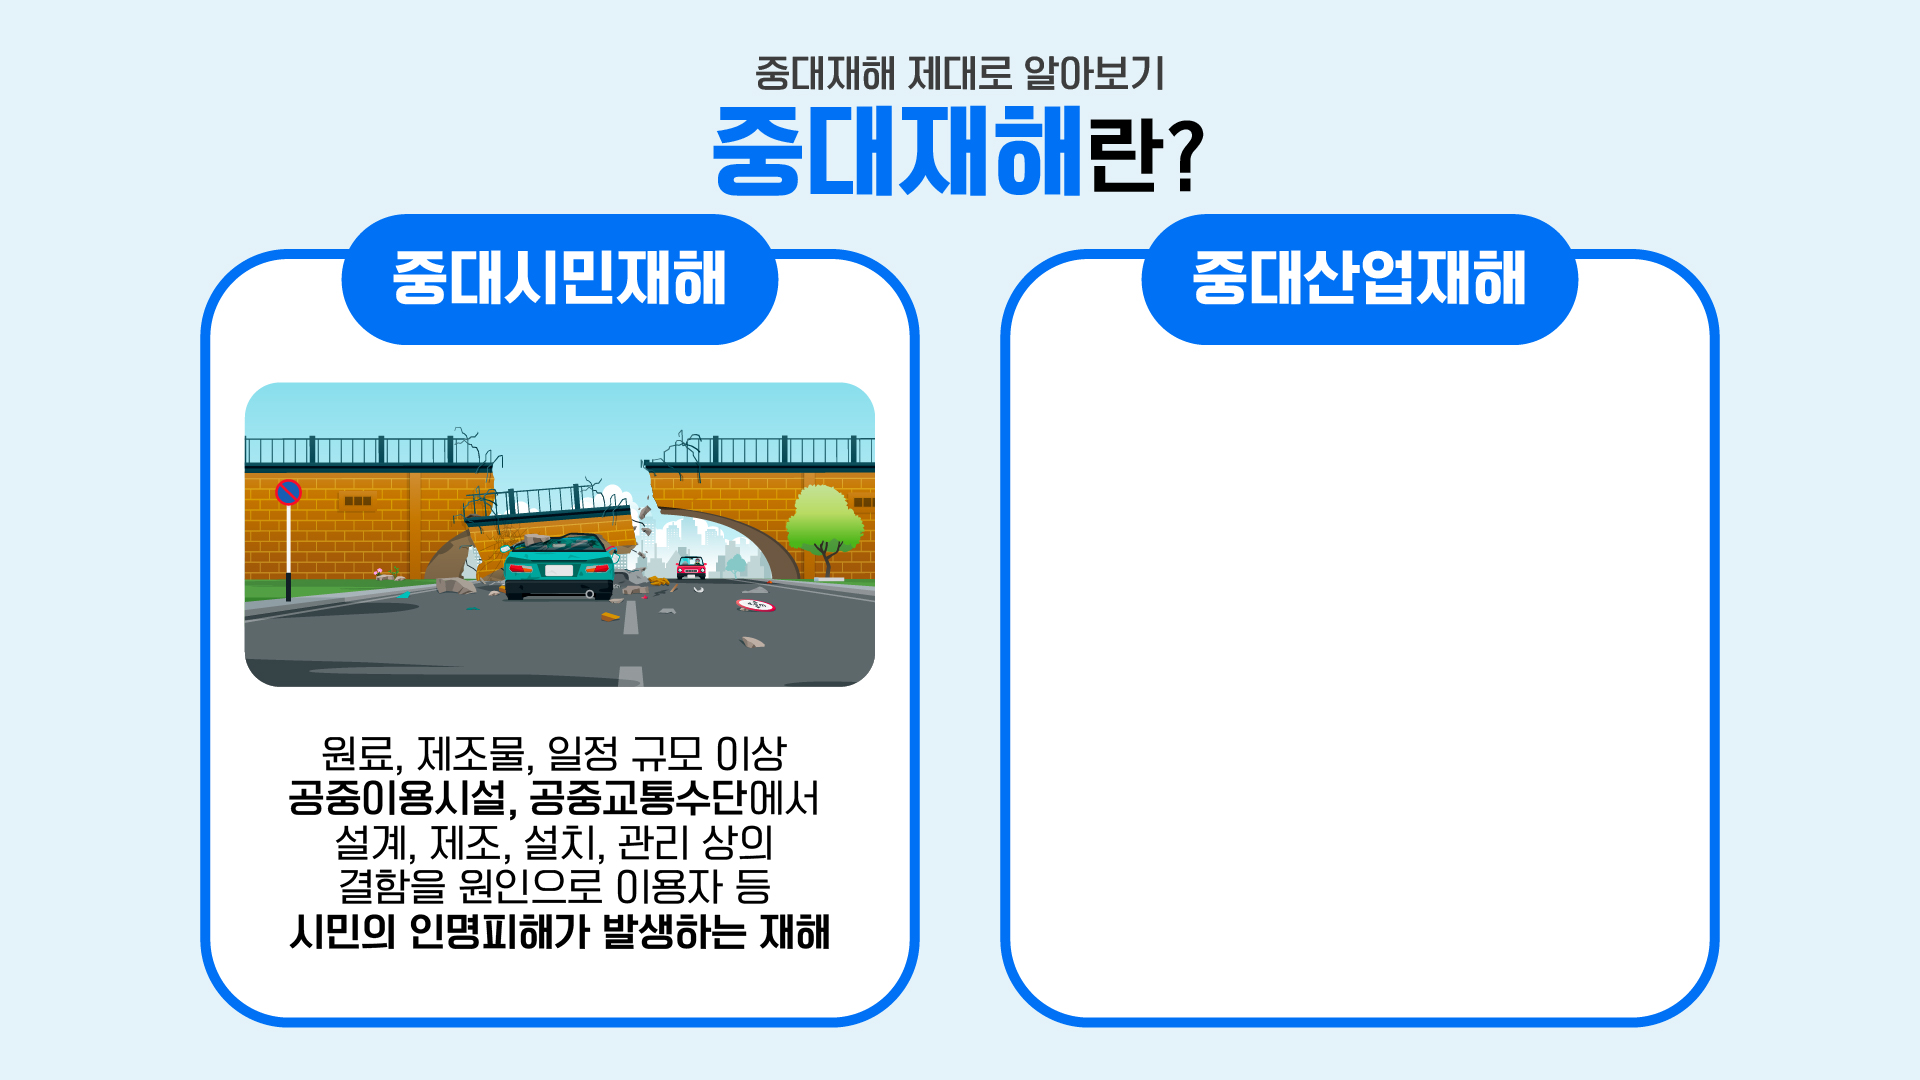 중대재해 제대로 알아보기
중대재해란?
중대시민재해
원료, 제조물, 일정 규모 이상
공중이용시설, 공중교통수단에서
설계, 제조, 설치, 관리 상의
결함을 원인으로 이용자 등
시민의 인명피해가 발생하는 재해
중대산업재해